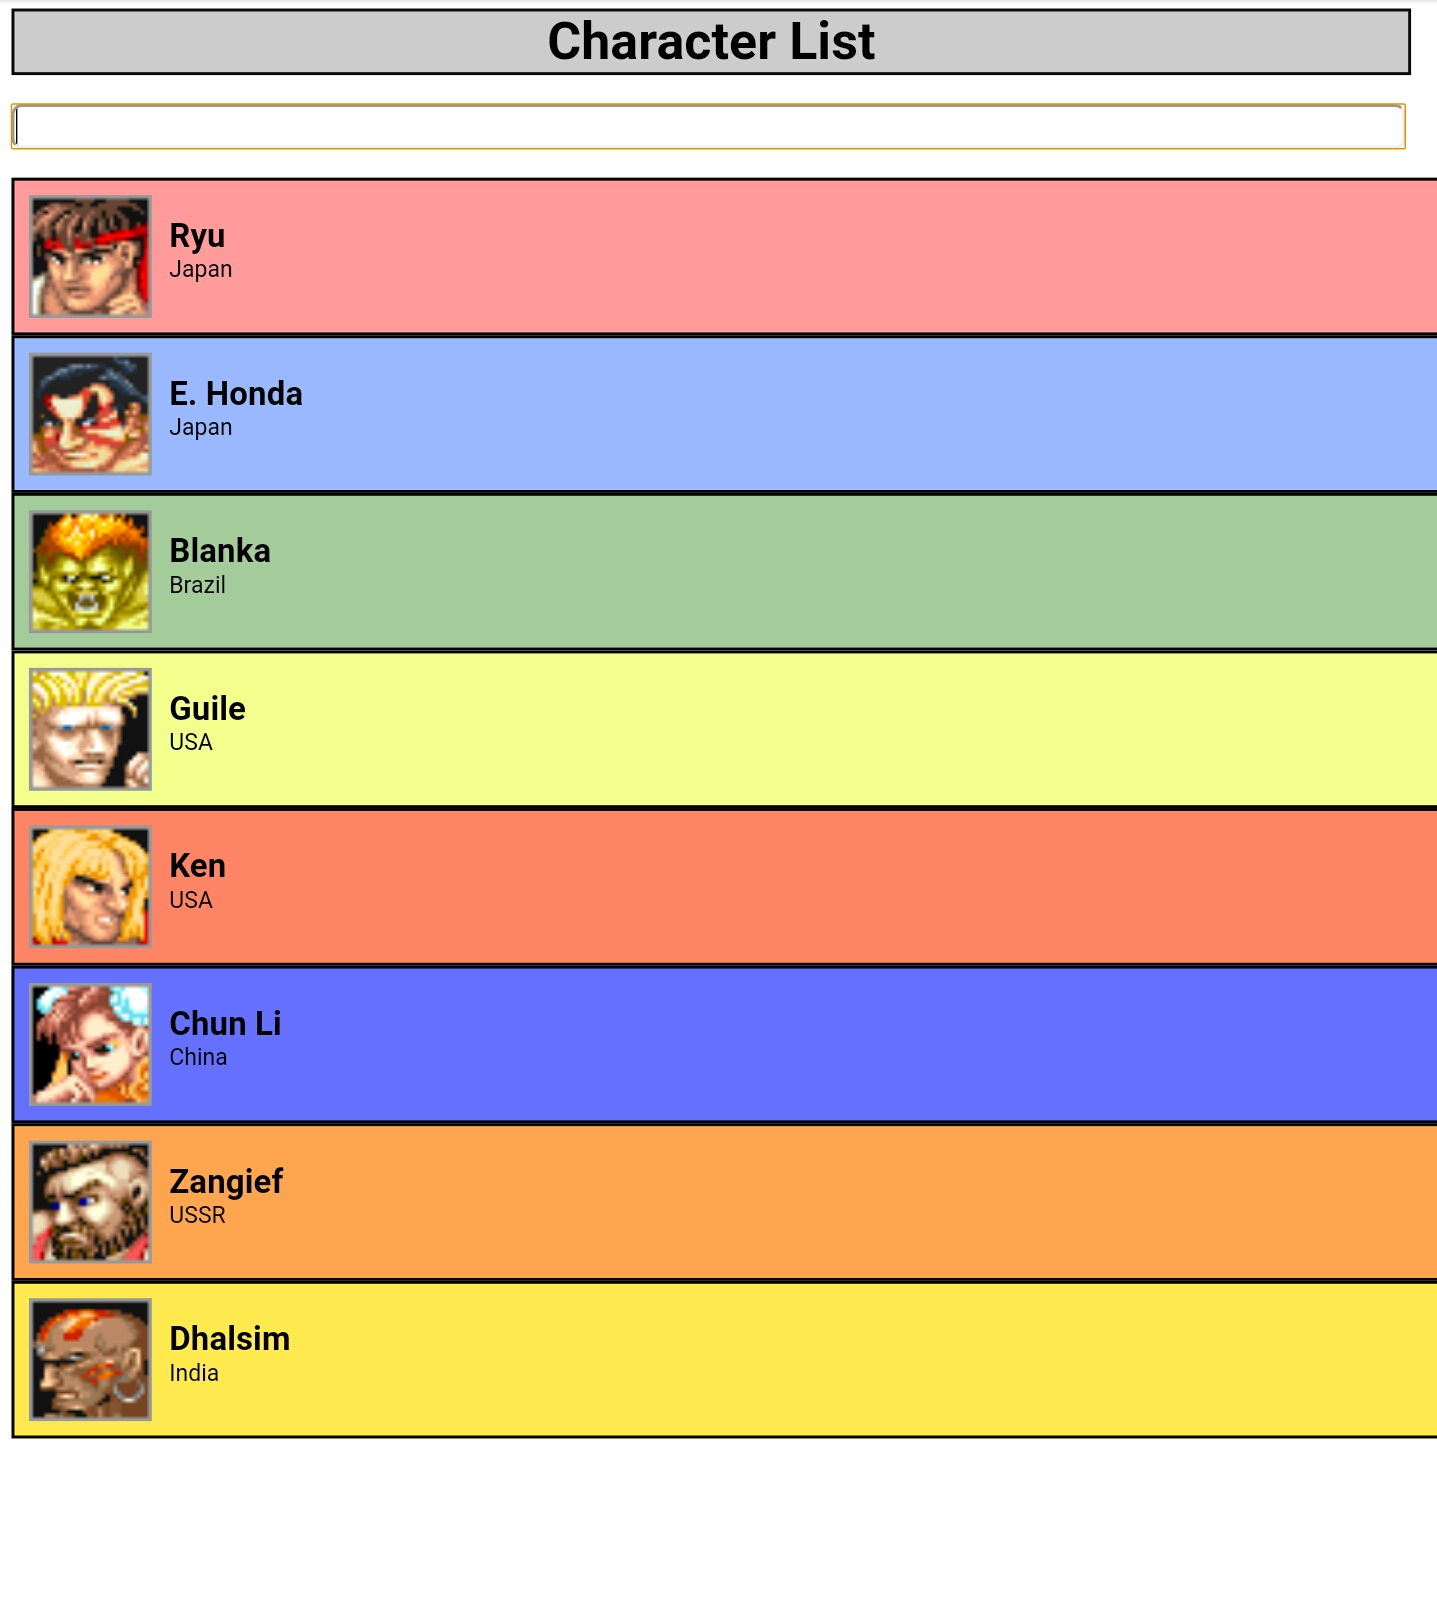 Character List
Ryu
Japan
E. Honda
Japan
Blanka
Brazil
Guile
USA
Ken
USA
Chun Li
China
Zangief
USSR
Dhalsim
India